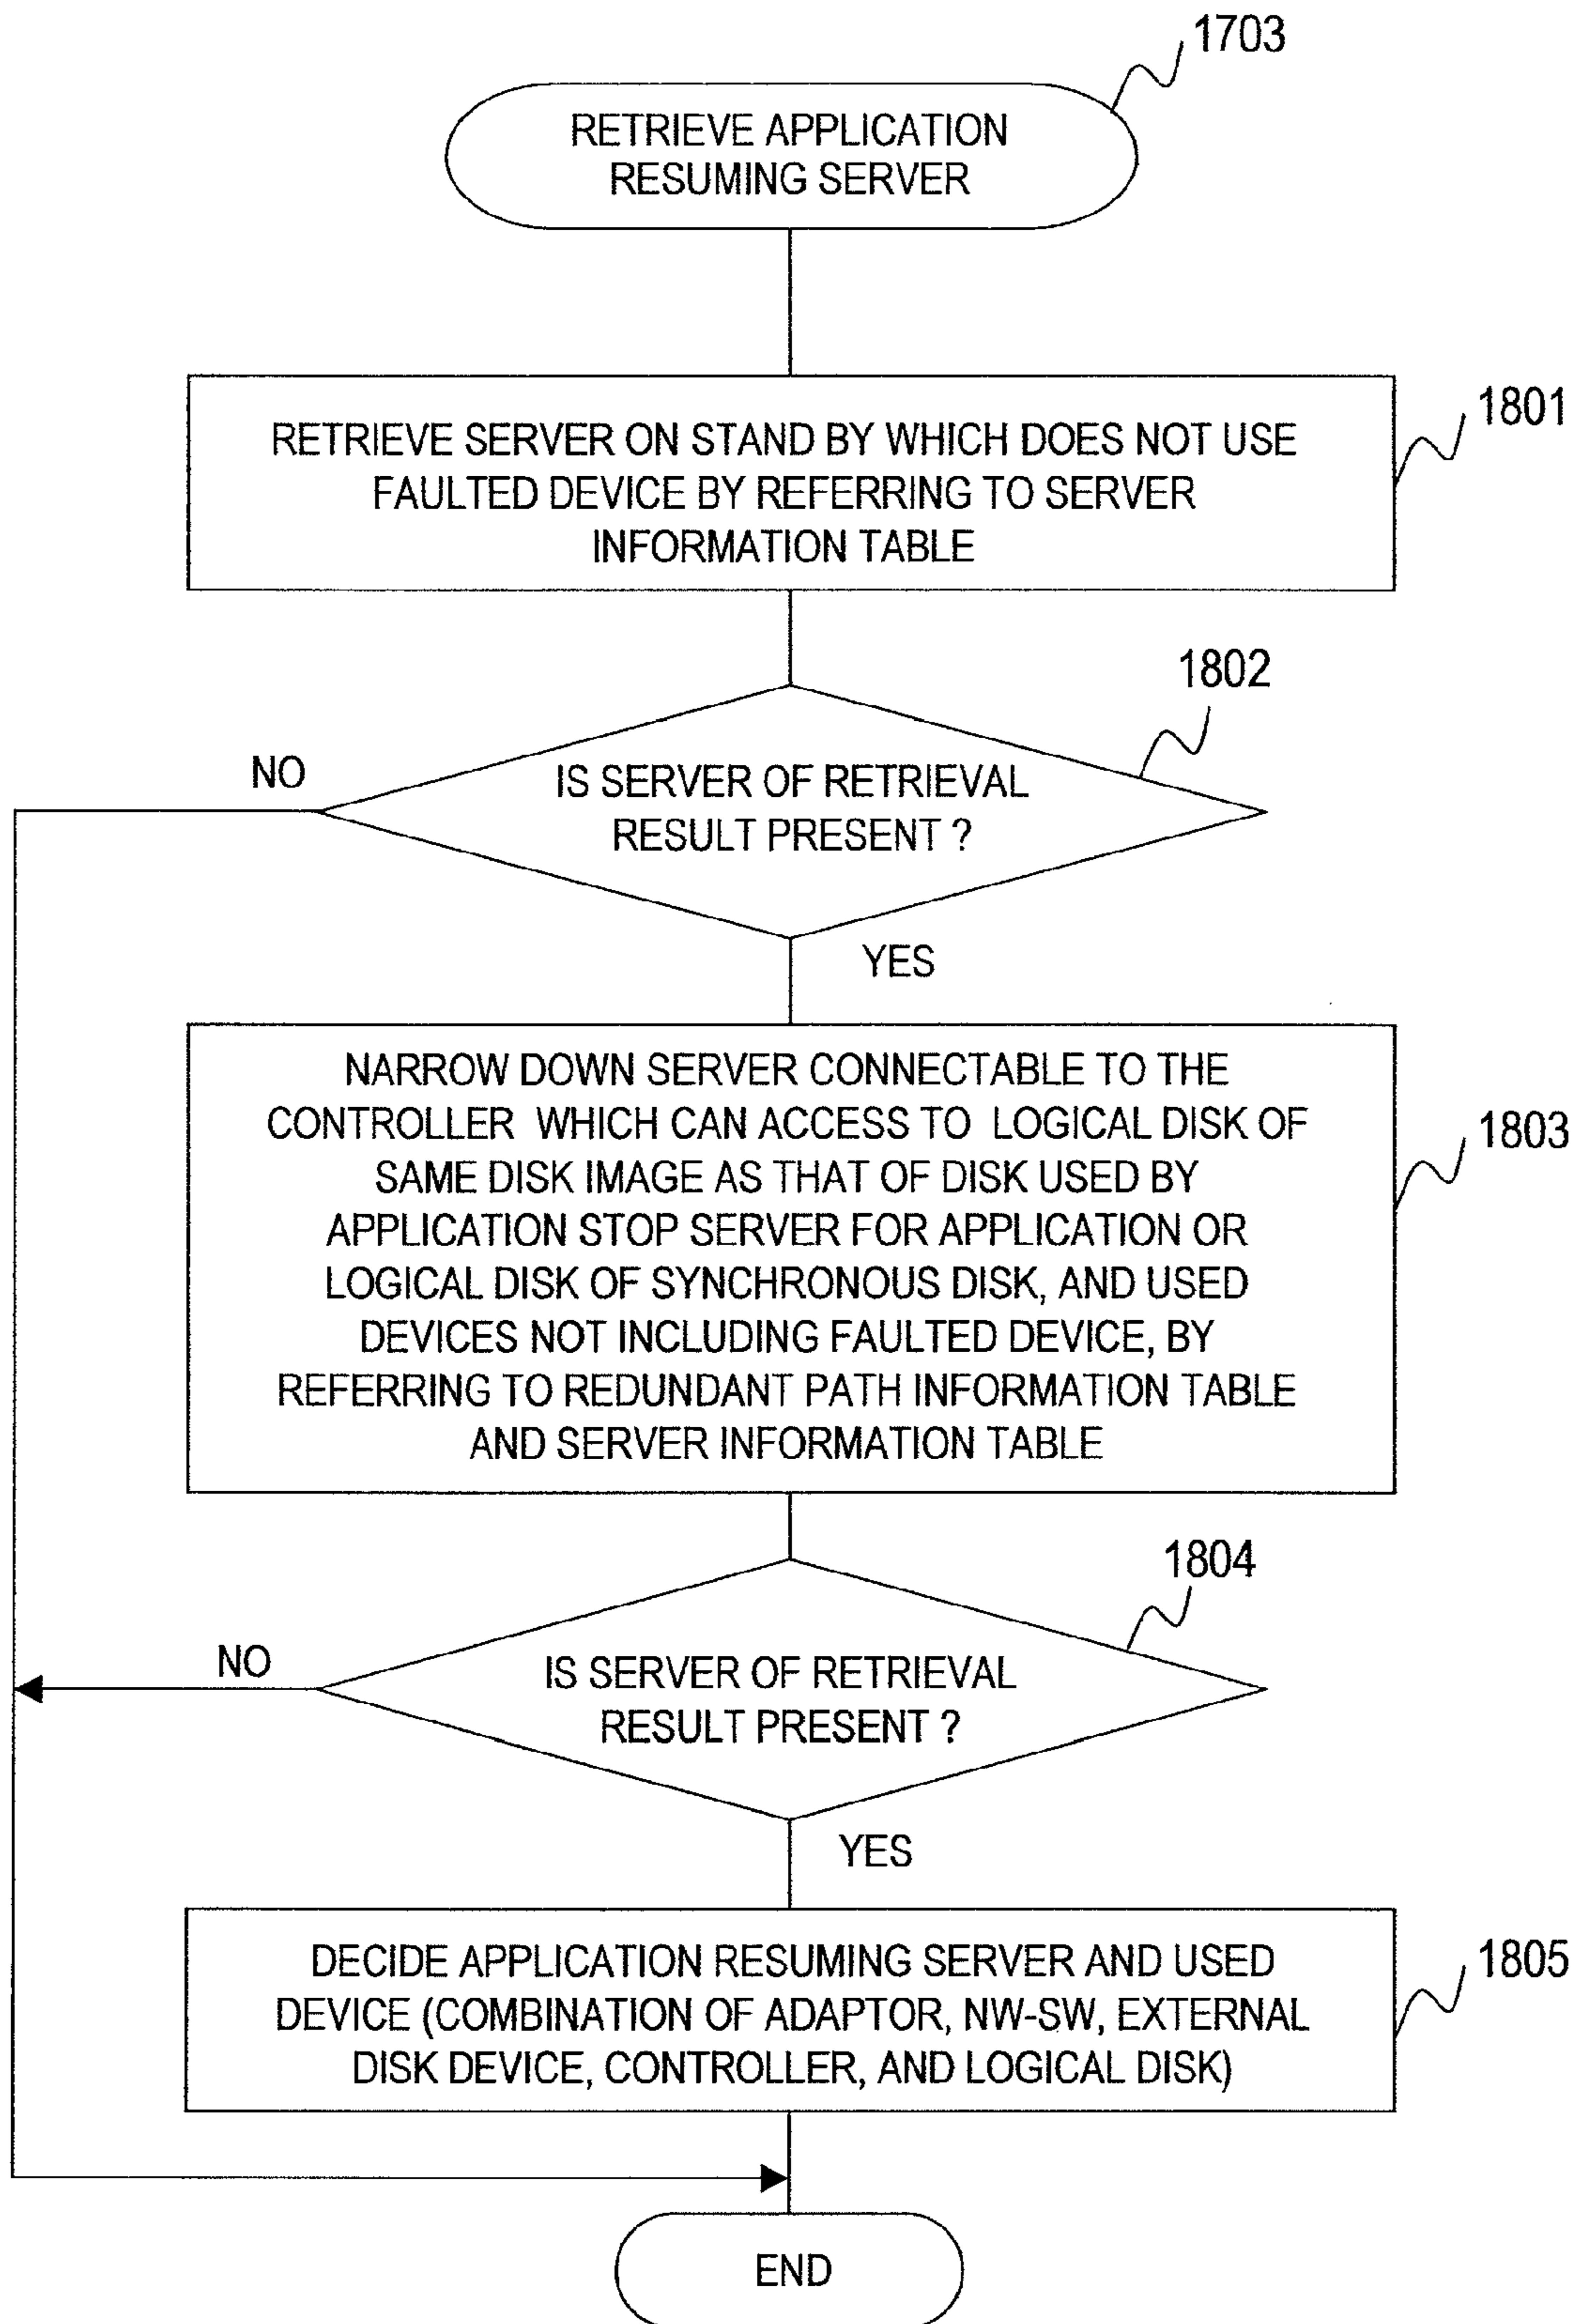 1703
RETRIEVE APPLICATION
RESUMING SERVER
1801
RETRIEVE SERVER ON STAND BY WHICH DOES NOT USE
FAULTED DEVICE BY REFERRING TO SERVER
INFORMATION TABLE
1802
NO
IS SERVER OF RETRIEVAL
RESULT PRESENT ?
YES
1803
NARROW DOWN SERVER CONNECTABLE TO THE
CONTROLLER WHICH CAN ACCESS TO LOGICAL DISK OF
SAME DISK IMAGE AS THAT OF DISK USED BY
APPLICATION STOP SERVER FOR APPLICATION OR
LOGICAL DISK OF SYNCHRONOUS DISK, AND USED
DEVICES NOT INCLUDING FAULTED DEVICE, BY
REFERRING TO REDUNDANT PATH INFORMATION TABLE
AND SERVER INFORMATION TABLE
1804
NO
IS SERVER OF RETRIEVAL
RESULT PRESENT ?
YES
1805
DECIDE APPLICATION RESUMING SERVER AND USED
DEVICE (COMBINATION OF ADAPTOR, NW-SW, EXTERNAL
DISK DEVICE, CONTROLLER, AND LOGICAL DISK)
END